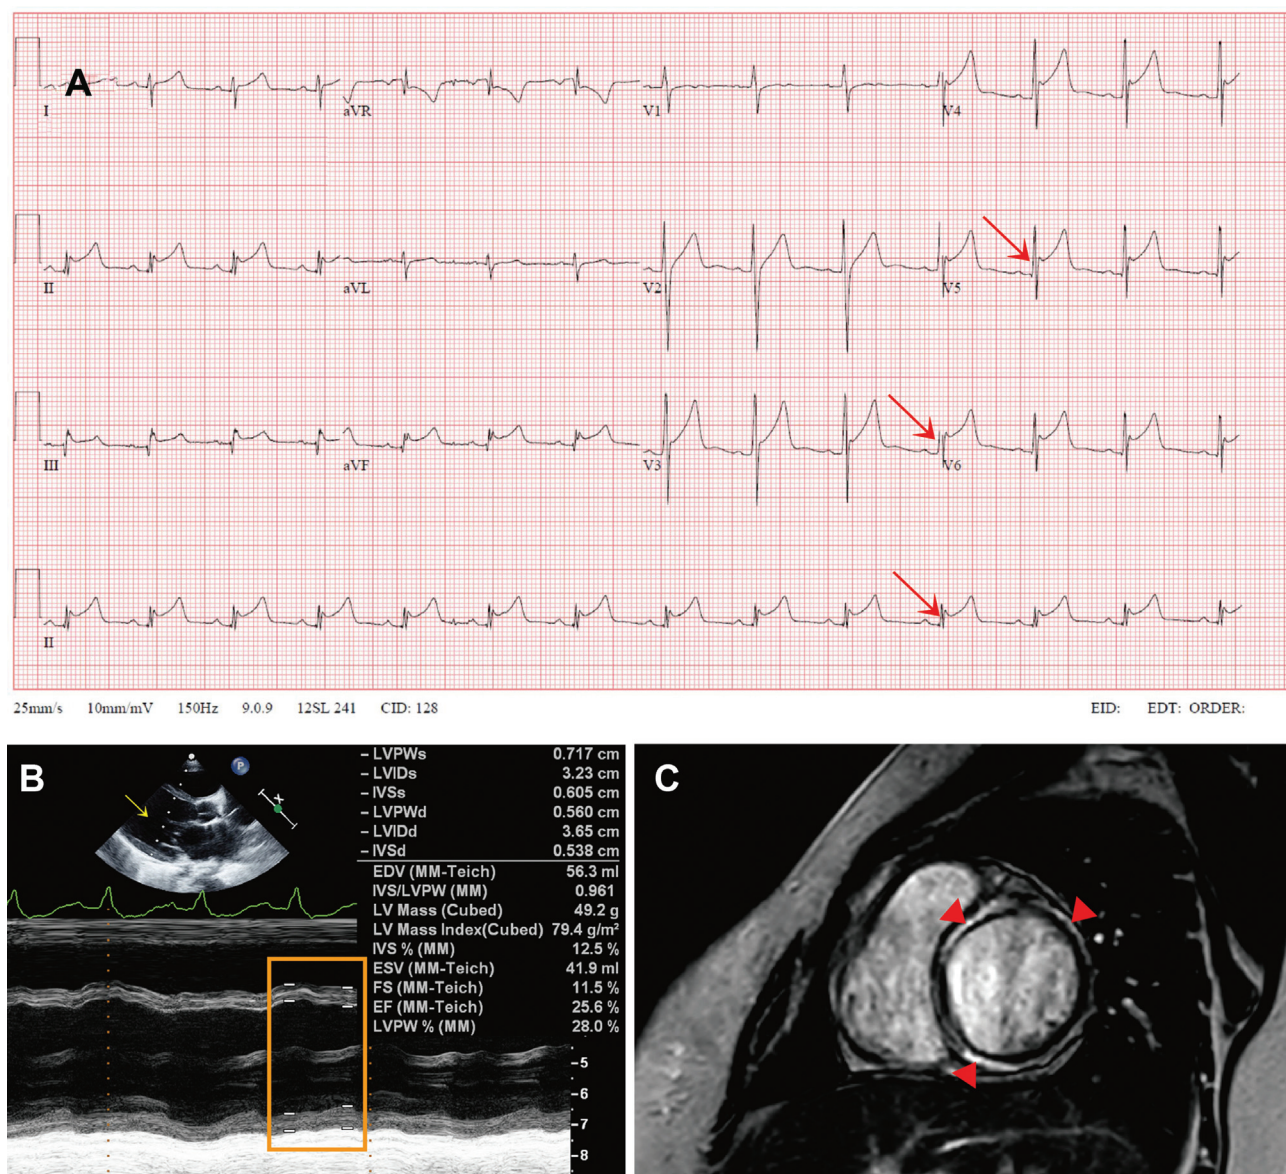 A
I aVR V1 V4
II aVL V2 V5
III aVF V3 V6
II
25mm/s 10mm/mV 150Hz 9.0.9 12SL 241 CID: 128 EID: EDT: ORDER:
B
P
X
– LVPWs 0.717 cm
– LVIDs 3.23 cm
– IVSs 0.605 cm
– LVPWd 0.560 cm
– LVIDd 3.65 cm
– IVSd 0.538 cm
EDV (MM-Teich) 56.3 ml
IVS/LVPW (MM) 0.961
LV Mass (Cubed) 49.2 g
LV Mass Index(Cubed) 79.4 g/m²
IVS % (MM) 12.5 %
ESV (MM-Teich) 41.9 ml
FS (MM-Teich) 11.5 %
EF (MM-Teich) 25.6 %
LVPW % (MM) 28.0 %
-5
-6
-7
-8
C